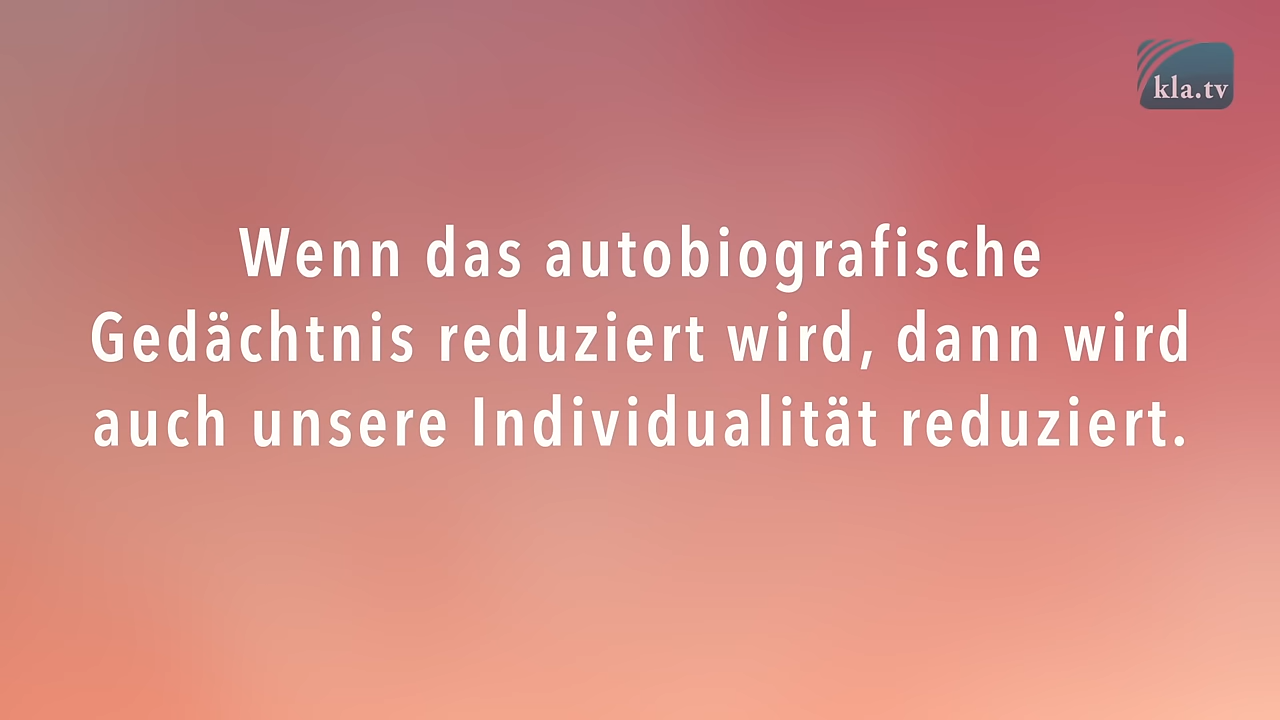 kla.tv
Wenn das autobiografische
Gedächtnis reduziert wird, dann wird
auch unsere Individualität reduziert.